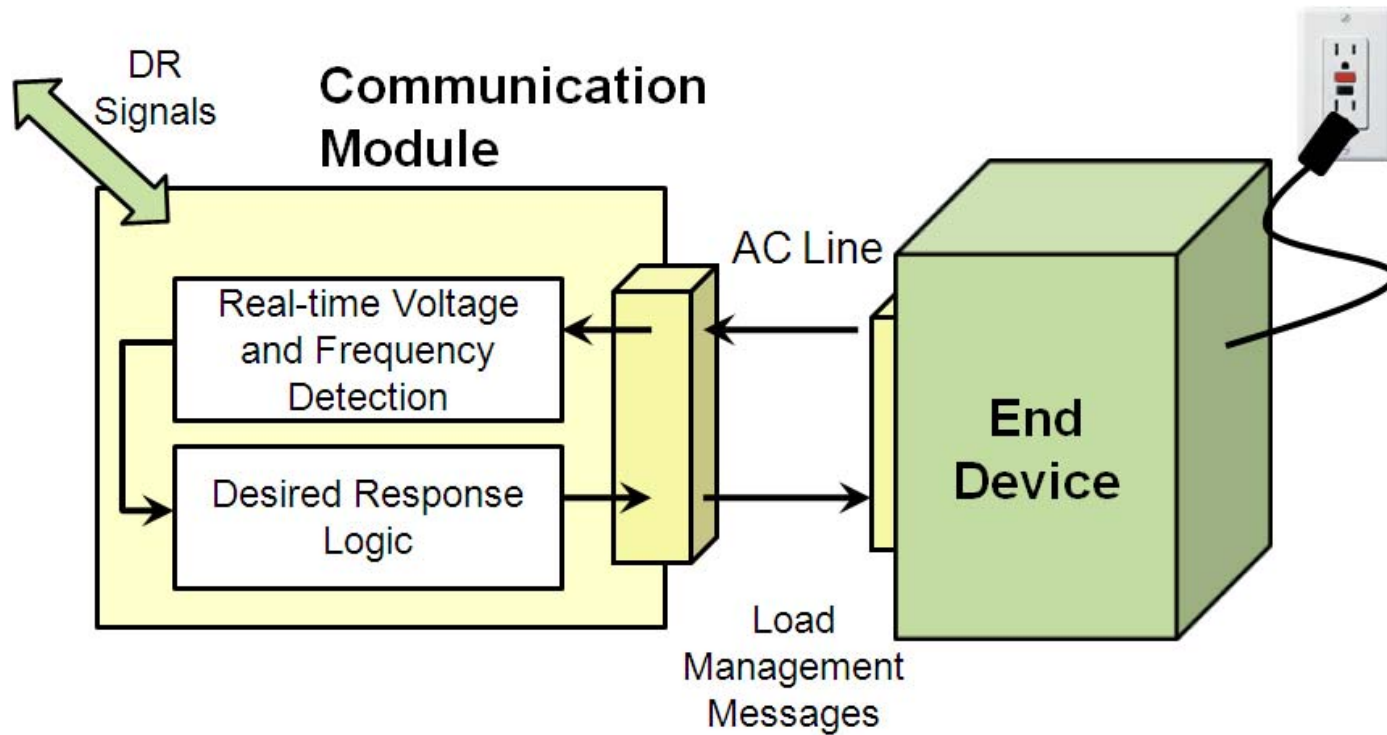 DR
Signals
Communication
Module
AC Line
Real-time Voltage
and Frequency
Detection
Desired Response
Logic
End
Device
Load
Management
Messages